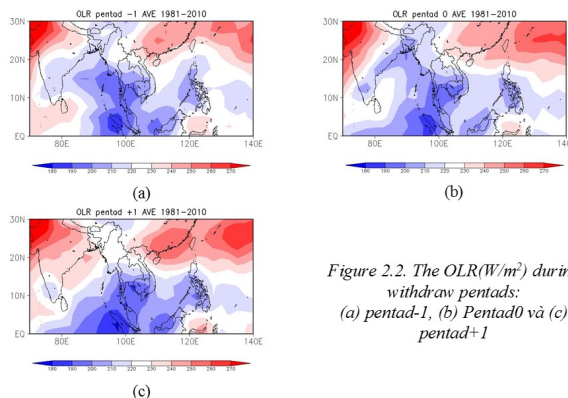 OLR pentad -1 AVE 1981-2010
30N
20N
10N
EQ
80E 100E 120E 140E
180 190 200 210 220 230 240 250 260 270
(a)
OLR pentad 0 AVE 1981-2010
30N
20N
10N
EQ
80E 100E 120E 140E
180 190 200 210 220 230 240 250 260 270
(b)
OLR pentad +1 AVE 1981-2010
30N
20N
10N
EQ
80E 100E 120E 140E
180 190 200 210 220 230 240 250 260 270
(c)
Figure 2.2. The OLR(W/m²) durin
withdraw pentads:
(a) pentad-1, (b) Pentad0 và (c)
pentad+1